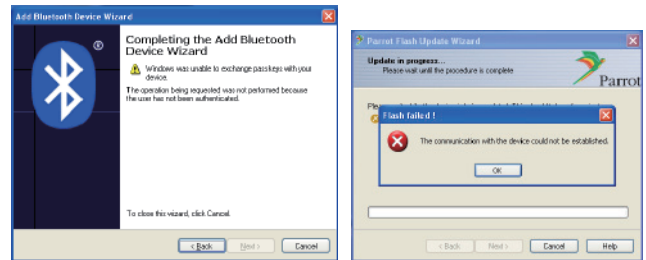 Add Bluetooth Device Wizard
Completing the Add Bluetooth
Device Wizard
Windows was unable to exchange passkeys with your
device.
The operation being requested was not performed because
the user has not been authenticated.
To close this wizard, click Cancel.
< Back
Next >
Cancel
Parrot Flash Update Wizard
Update in progress...
Please wait until the procedure is complete
Parrot
Flash failed !
The communication with the device could not be established.
OK
< Back
Next >
Cancel
Help